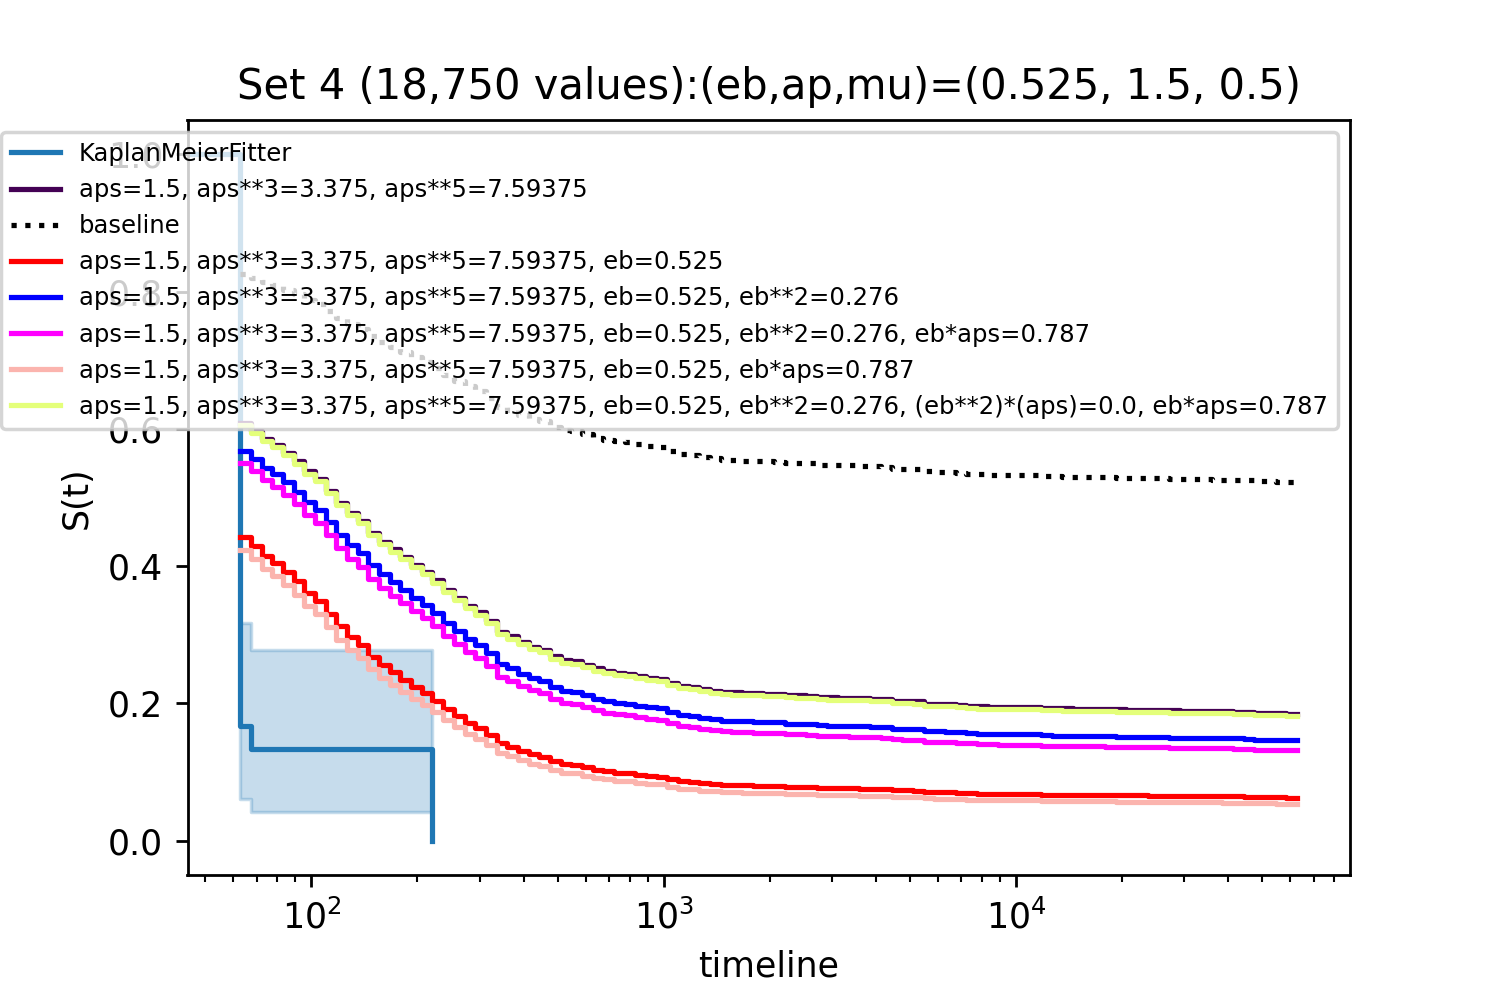 Set 4 (18,750 values):(eb,ap,mu)=(0.525, 1.5, 0.5)
KaplanMeierFitter
aps=1.5, aps**3=3.375, aps**5=7.59375
baseline
aps=1.5, aps**3=3.375, aps**5=7.59375, eb=0.525
aps=1.5, aps**3=3.375, aps**5=7.59375, eb=0.525, eb**2=0.276
aps=1.5, aps**3=3.375, aps**5=7.59375, eb=0.525, eb**2=0.276, eb*aps=0.787
aps=1.5, aps**3=3.375, aps**5=7.59375, eb=0.525, eb*aps=0.787
aps=1.5, aps**3=3.375, aps**5=7.59375, eb=0.525, eb**2=0.276, (eb**2)*(aps)=0.0, eb*aps=0.787
S(t)
1.0
0.8
0.6
0.4
0.2
0.0
10² 10³ 10⁴
timeline